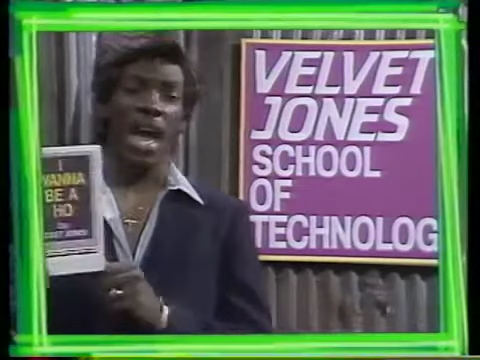 VELVET
JONES
SCHOOL
OF
TECHNOLOG
I
WANNA
BE A
HO